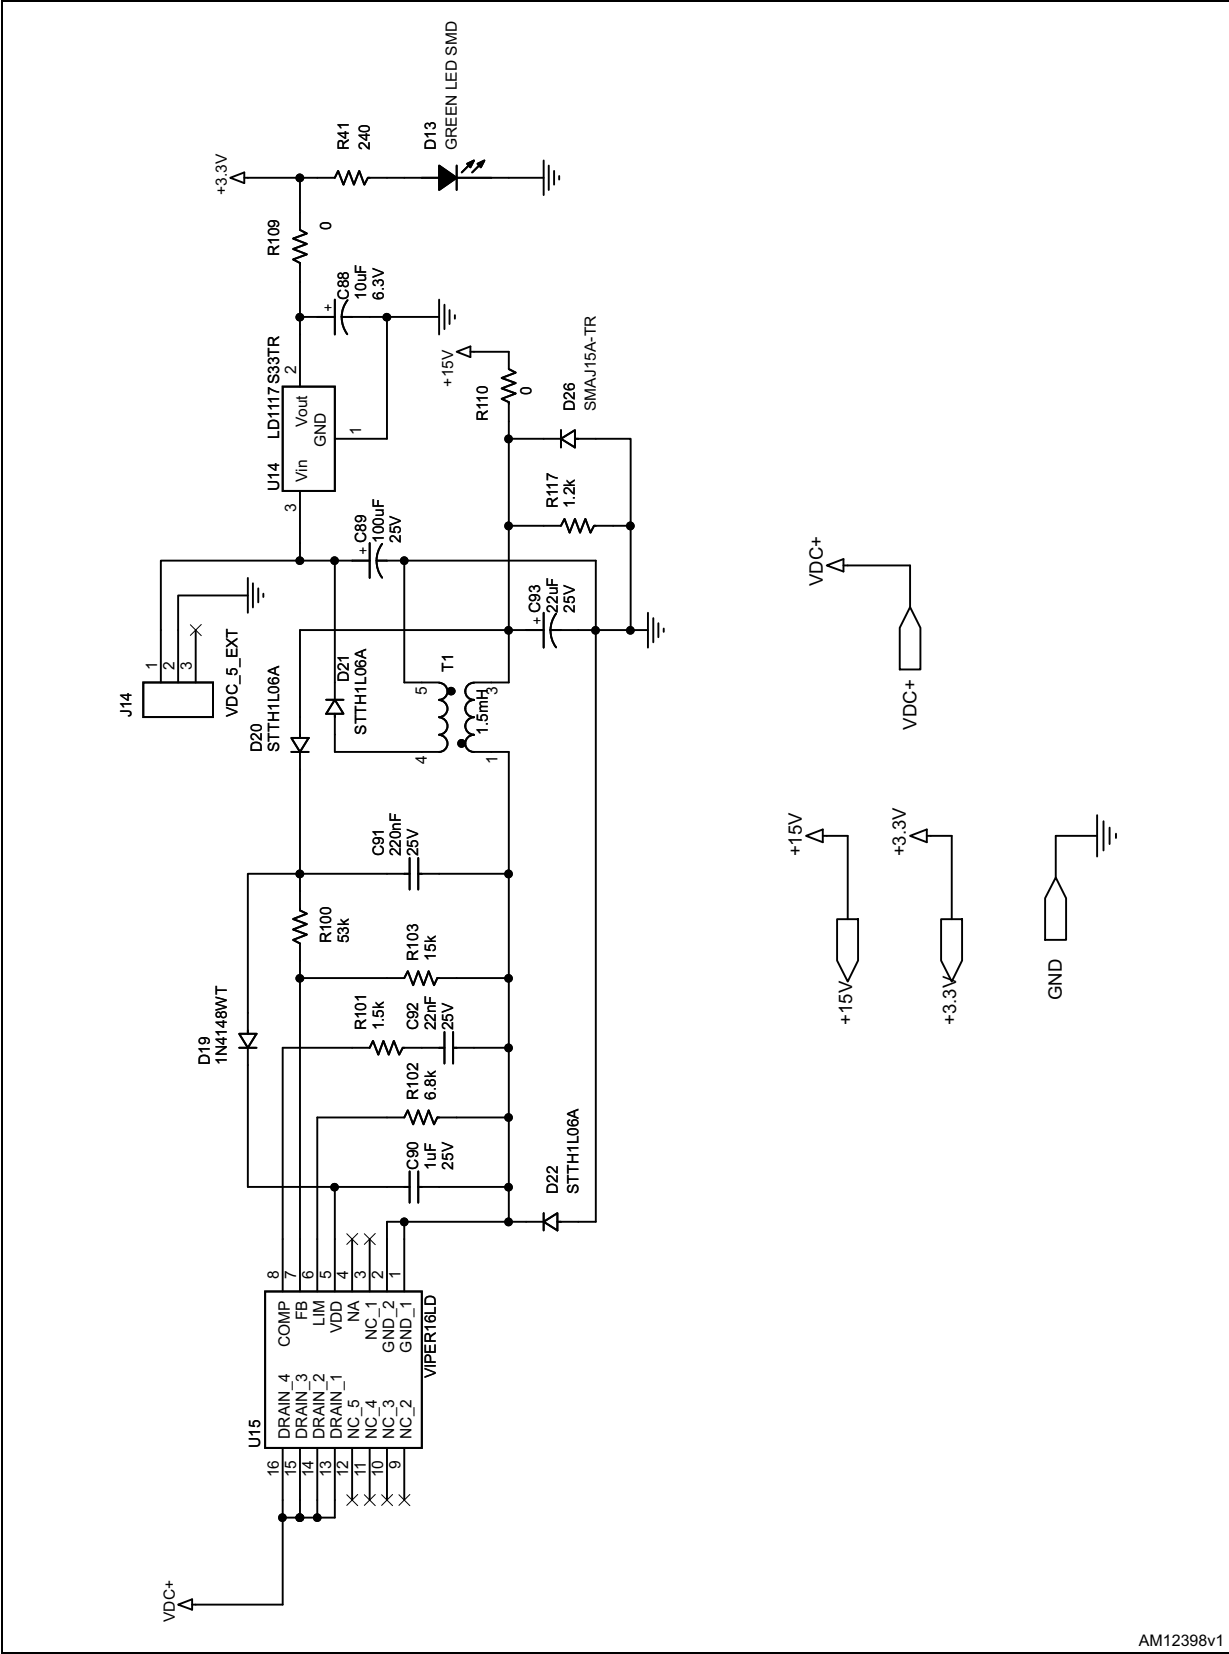 VDC+
U15
VIPER16LD
DRAIN_4
DRAIN_3
DRAIN_2
DRAIN_1
NC_5
NC_4
NC_3
NC_2
16
15
14
13
12
11
10
9
COMP
FB
LIM
VDD
NA
NC_1
GND_2
GND_1
8
7
6
5
4
3
2
1
D19
1N4148WT
C90
1uF
25V
R102
6.8k
R101
1.5k
C92
22nF
25V
R103
15k
R100
53k
C91
220nF
25V
D22
STTH1L06A
D20
STTH1L06A
D21
STTH1L06A
T1
1.5mH
4
5
1
3
J14
1
2
3
VDC_5_EXT
+
C89
100uF
25V
+
C93
22uF
25V
R117
1.2k
D26
SMAJ15A-TR
R110
0
+15V
U14
LD1117S33TR
Vin
Vout
GND
3
2
1
+
C88
10uF
6.3V
R109
0
+3.3V
R41
240
D13
GREEN LED SMD
+15V
+15V
+3.3V
+3.3V
GND
VDC+
VDC+
AM12398v1